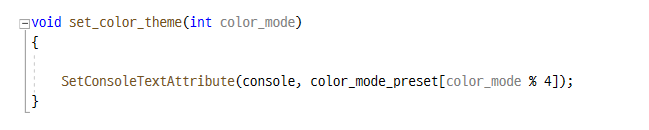 void set_color_theme(int color_mode)
{
SetConsoleTextAttribute(console, color_mode_preset[color_mode % 4]);
}